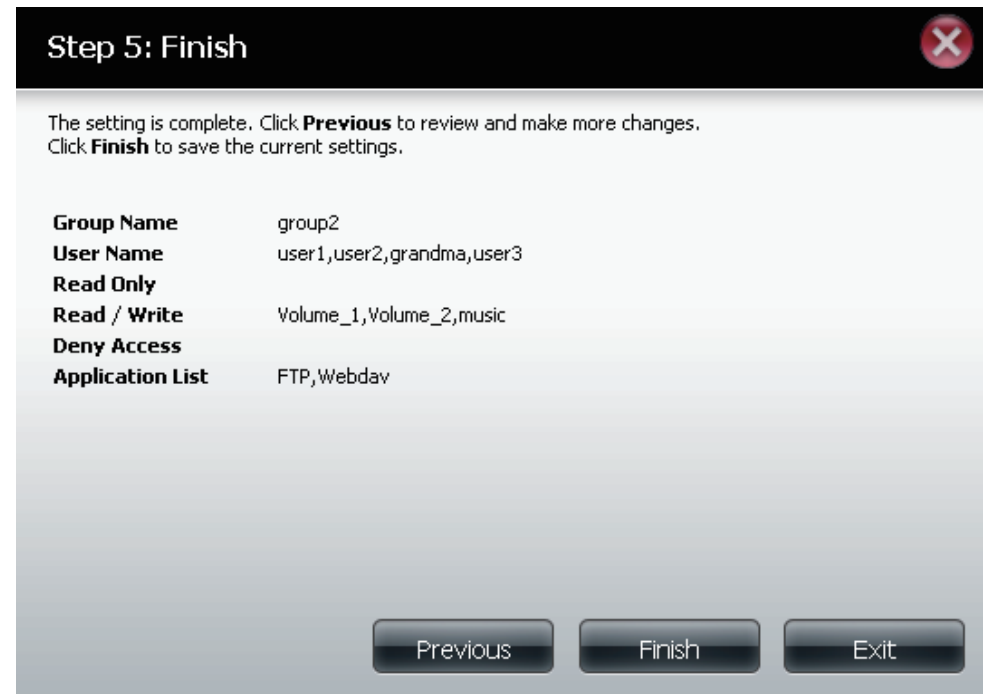 Step 5: Finish
The setting is complete. Click Previous to review and make more changes.
Click Finish to save the current settings.
Group Name group2
User Name user1,user2,grandma,user3
Read Only
Read / Write Volume_1,Volume_2,music
Deny Access
Application List FTP,Webdav
Previous Finish Exit